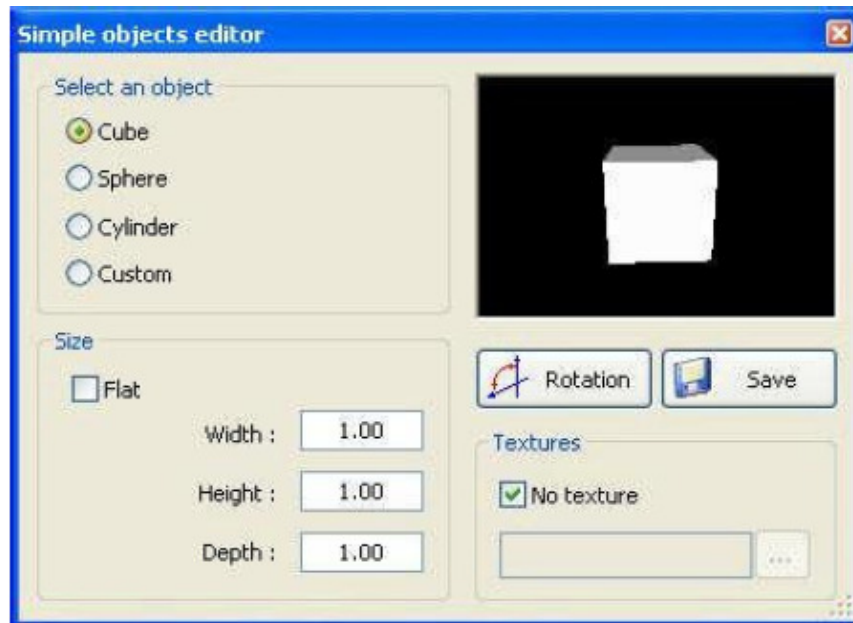 Simple objects editor
Select an object
Cube
Sphere
Cylinder
Custom
Size
Flat
Width : 1.00
Height : 1.00
Depth : 1.00
Rotation
Save
Textures
No texture
...